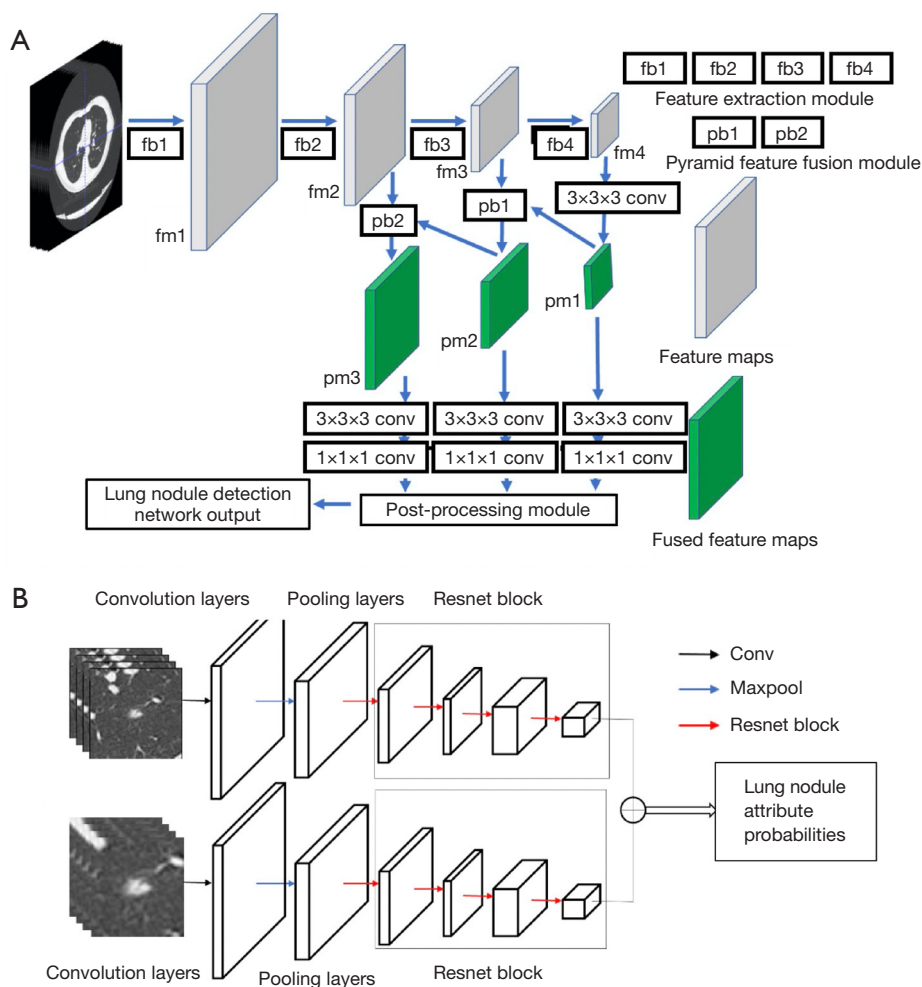 A
fb1
fb2
fb3
fb4
fm1
fm2
fm3
fm4
fb1 fb2 fb3 fb4
Feature extraction module
pb1 pb2
Pyramid feature fusion module
pb2
pb1
3×3×3 conv
pm3
pm2
pm1
Feature maps
3×3×3 conv 3×3×3 conv 3×3×3 conv
1×1×1 conv 1×1×1 conv 1×1×1 conv
Lung nodule detection
network output
Post-processing module
Fused feature maps
B
Convolution layers Pooling layers Resnet block
Conv
Maxpool
Resnet block
Lung nodule
attribute
probabilities
Convolution layers Pooling layers Resnet block